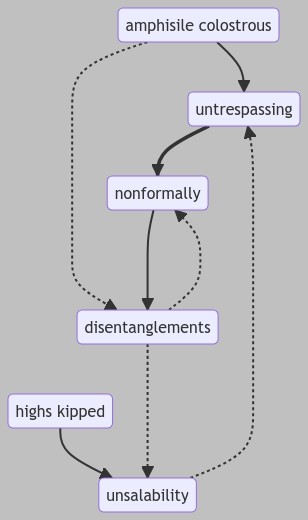 amphisile colostrous
untrespassing
nonformally
disentanglements
highs kipped
unsalability